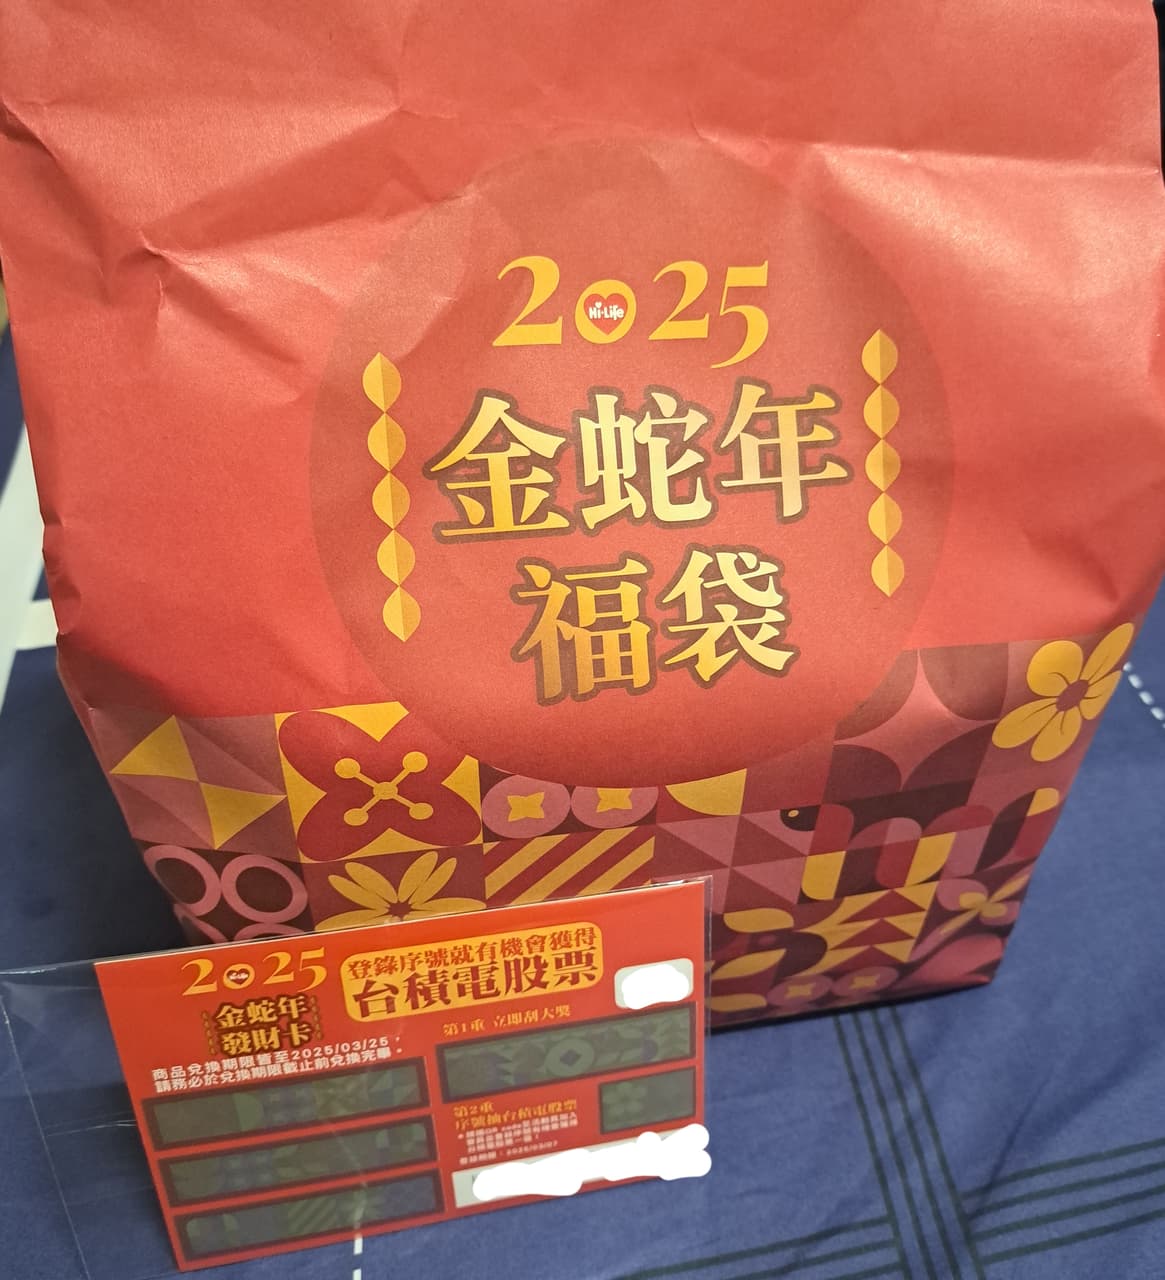 2025
Hi-Life
金蛇年
福袋
2025
Hi-Life
金蛇年
發財卡
登錄序號就有機會獲得
台積電股票
商品兌換期限皆至2025/03/25，
請務必於兌換期限截止前兌換完畢。
第1重 立即刮大獎
第2重
序號抽台積電股票